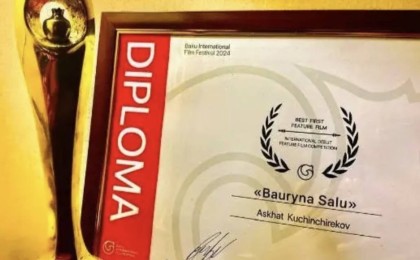 Baku International
Film Festival 2024
DIPLOMA
BEST FIRST
FEATURE FILM
INTERNATIONAL DEBUT
FEATURE FILM COMPETITION
«Bauryna Salu»
Askhat Kuchinchirekov